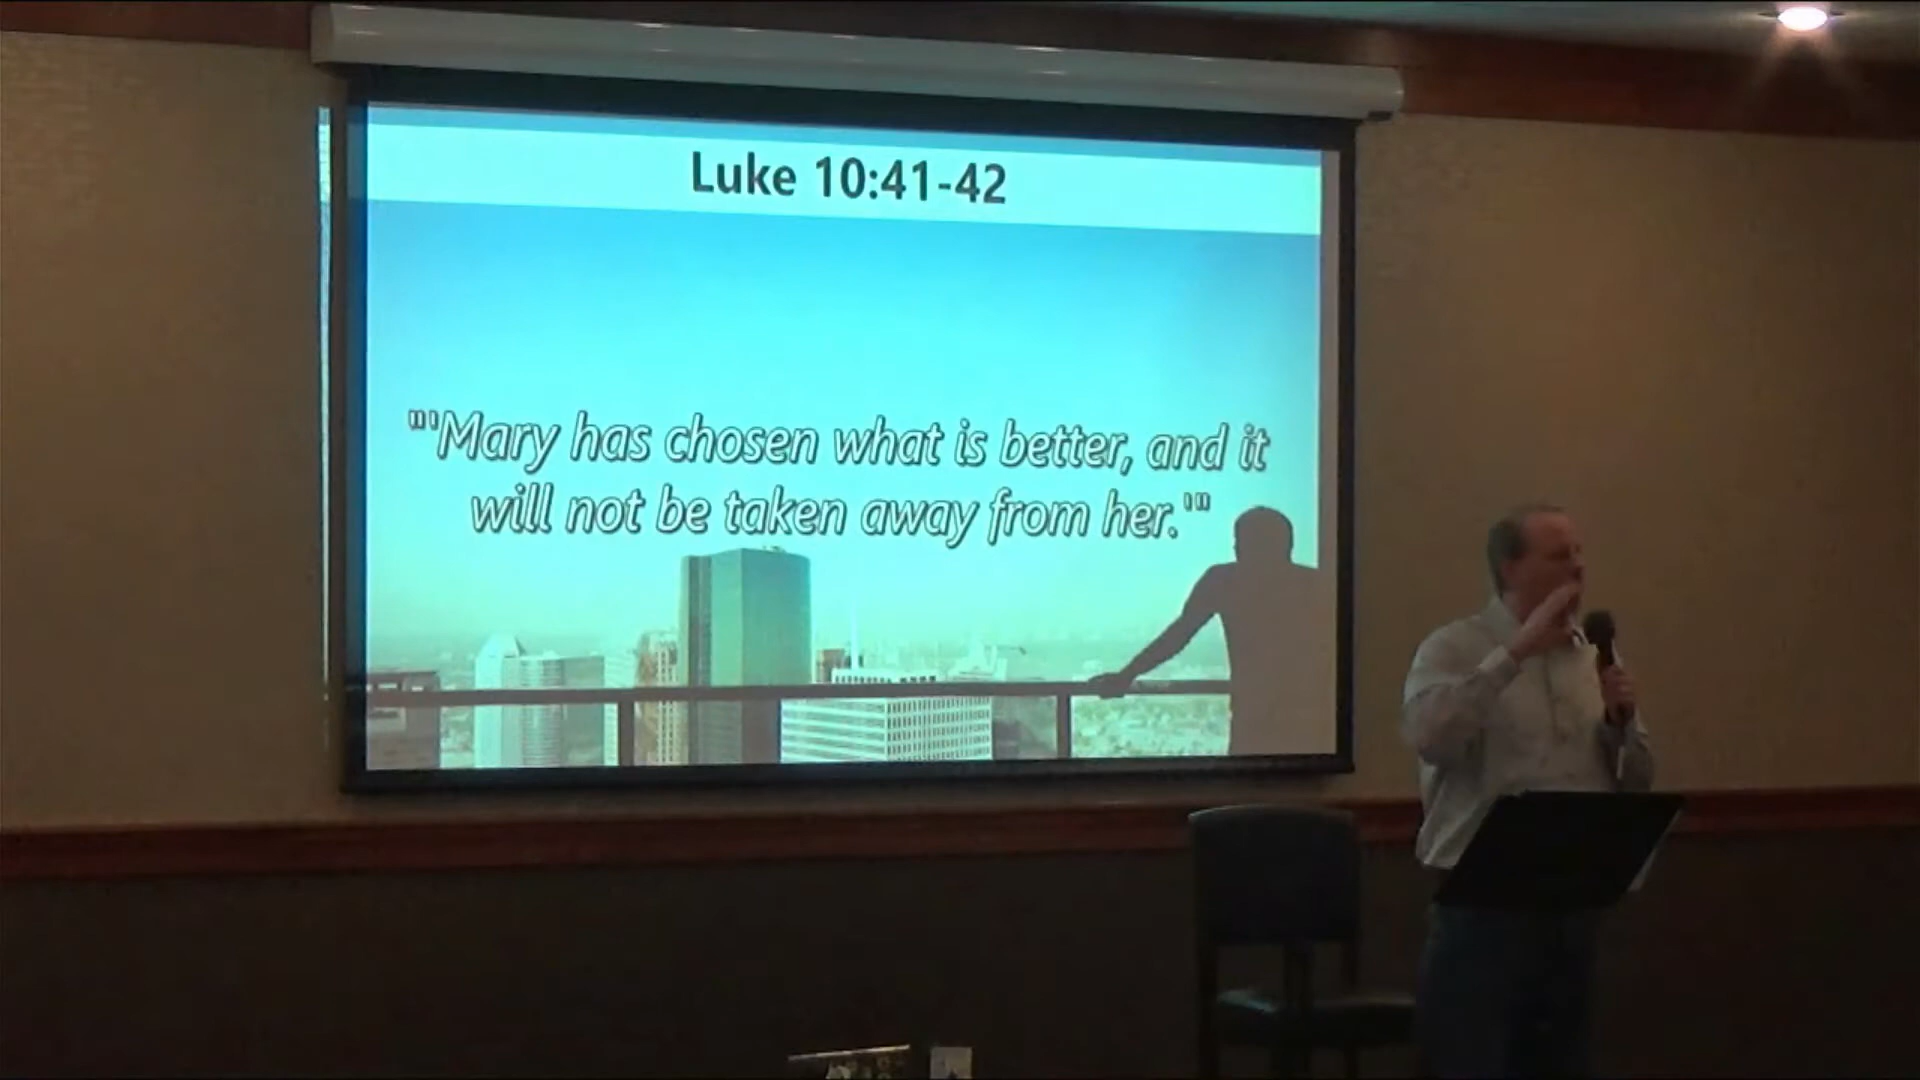 Luke 10:41-42
"'Mary has chosen what is better, and it
will not be taken away from her.'"